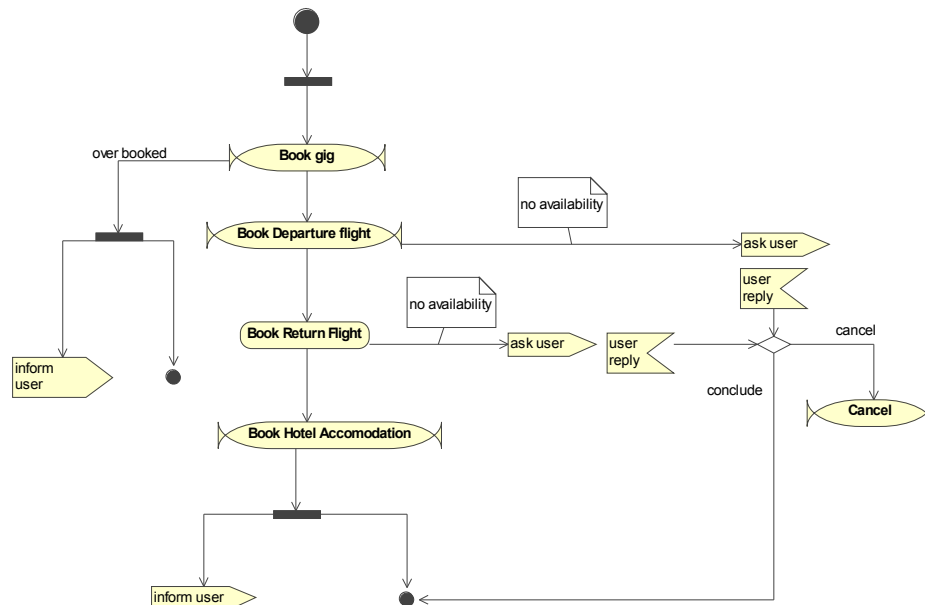 Book gig
over booked
no availability
Book Departure flight
ask user
user
reply
no availability
Book Return Flight
ask user
user
reply
cancel
inform
user
conclude
Cancel
Book Hotel Accomodation
inform user